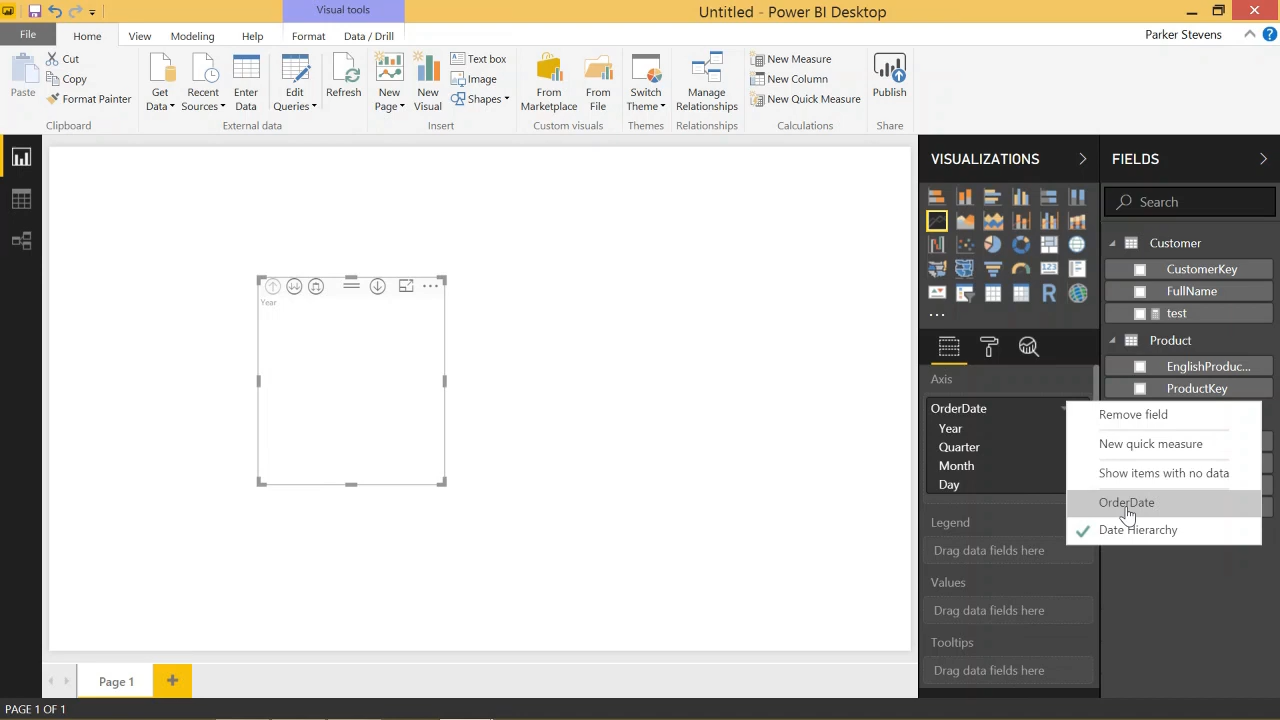 Visual tools
Untitled - Power BI Desktop
File
Home
View
Modeling
Help
Format
Data / Drill
Parker Stevens
Paste
Cut
Copy
Format Painter
Clipboard
Get
Data
Recent
Sources
Enter
Data
Edit
Queries
Refresh
External data
New
Page
New
Visual
Text box
Image
Shapes
Insert
From
Marketplace
From
File
Custom visuals
Switch
Theme
Themes
Manage
Relationships
Relationships
New Measure
New Column
New Quick Measure
Calculations
Publish
Share
Year
VISUALIZATIONS
123
R
Axis
OrderDate
Year
Quarter
Month
Day
Legend
Drag data fields here
Values
Drag data fields here
Tooltips
Drag data fields here
FIELDS
Search
Customer
CustomerKey
FullName
test
Product
EnglishProduc...
ProductKey
Remove field
New quick measure
Show items with no data
OrderDate
Date Hierarchy
Page 1
PAGE 1 OF 1